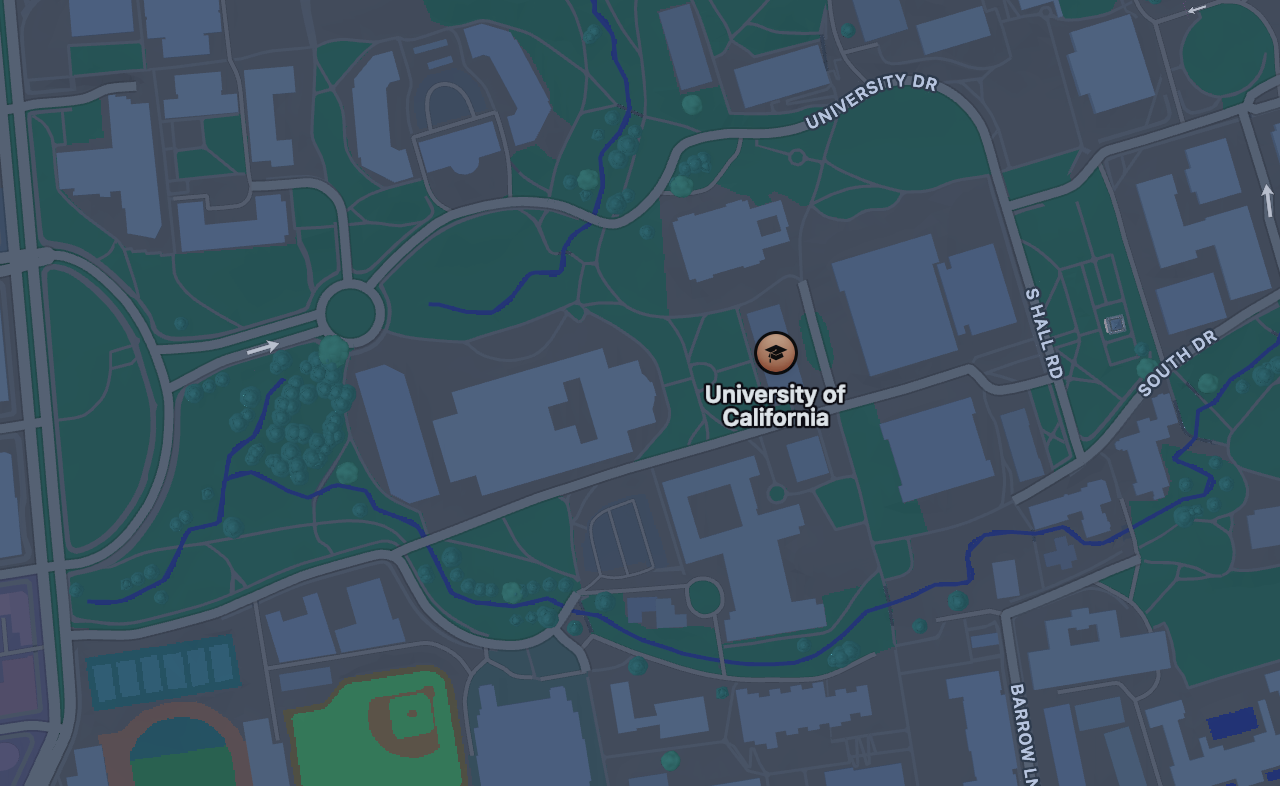 UNIVERSITY DR
S HALL RD
SOUTH DR
University of
California
BARROW LN